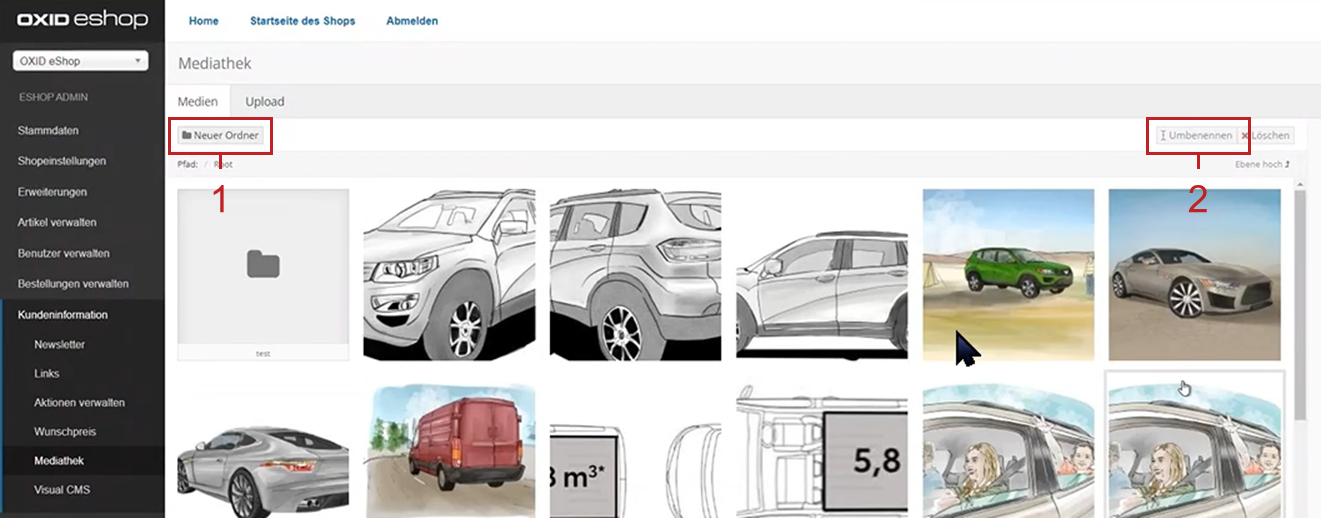 OXID eshop
Home Startseite des Shops Abmelden
OXID eShop
Mediathek
ESHOP ADMIN
Medien Upload
Stammdaten
Neuer Ordner Umbenennen Löschen
Shopeinstellungen
Pfad: / Root Ebene hoch
1 2
Erweiterungen
Artikel verwalten
Benutzer verwalten
Bestellungen verwalten
Kundeninformation
Newsletter
test
Links
Aktionen verwalten
Wunschpreis
Mediathek
Visual CMS
3 m³*
5,8